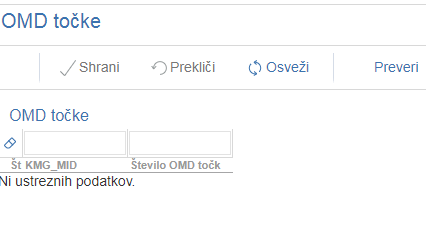 OMD točke
Shrani Prekliči Osveži Preveri
OMD točke
Št KMG_MID Število OMD točk
Ni ustreznih podatkov.